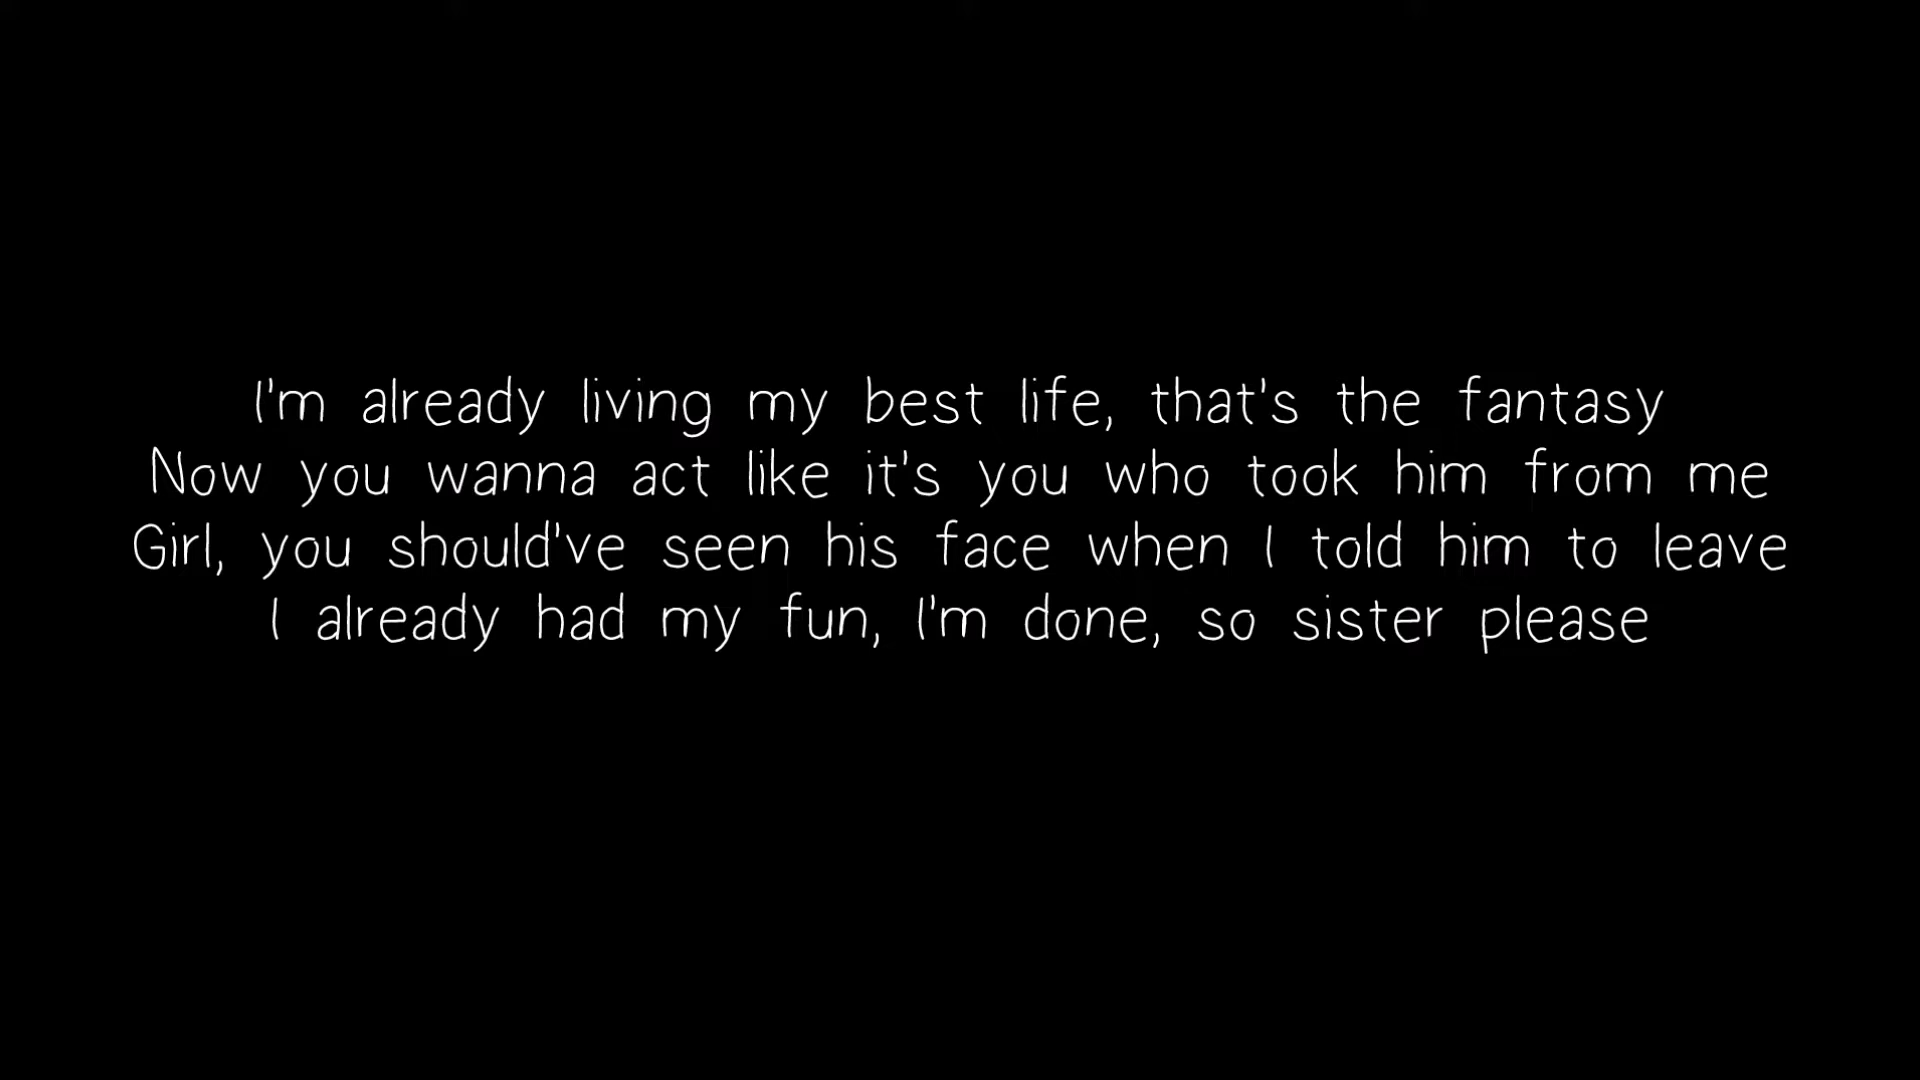 I'm already living my best life, that's the fantasy
Now you wanna act like it's you who took him from me
Girl, you should've seen his face when I told him to leave
I already had my fun, I'm done, so sister please